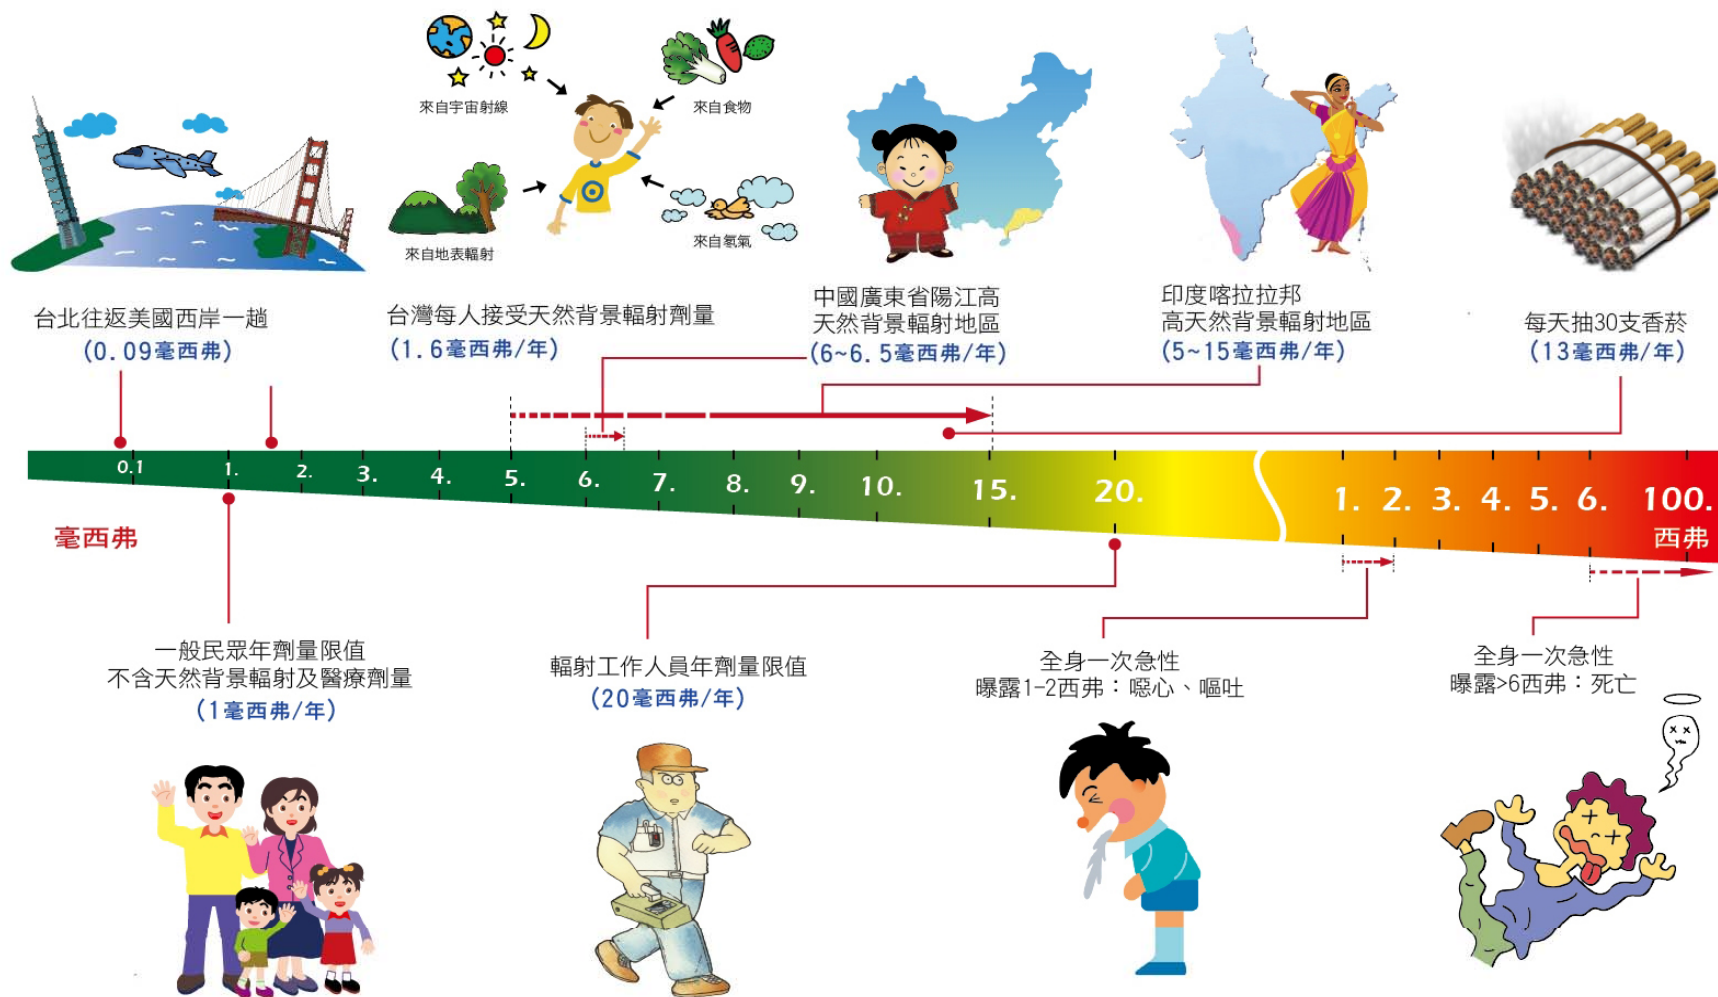 來自宇宙射線
來自食物
來自地表輻射
來自氡氣
台北往返美國西岸一趟
(0.09毫西弗)
台灣每人接受天然背景輻射劑量
(1.6毫西弗/年)
中國廣東省陽江高
天然背景輻射地區
(6~6.5毫西弗/年)
印度喀拉拉邦
高天然背景輻射地區
(5~15毫西弗/年)
每天抽30支香菸
(13毫西弗/年)
0.1 1. 2. 3. 4. 5. 6. 7. 8. 9. 10. 15. 20. 1. 2. 3. 4. 5. 6. 100.
毫西弗
西弗
一般民眾年劑量限值
不含天然背景輻射及醫療劑量
(1毫西弗/年)
輻射工作人員年劑量限值
(20毫西弗/年)
全身一次急性
曝露1-2西弗：噁心、嘔吐
全身一次急性
曝露>6西弗：死亡